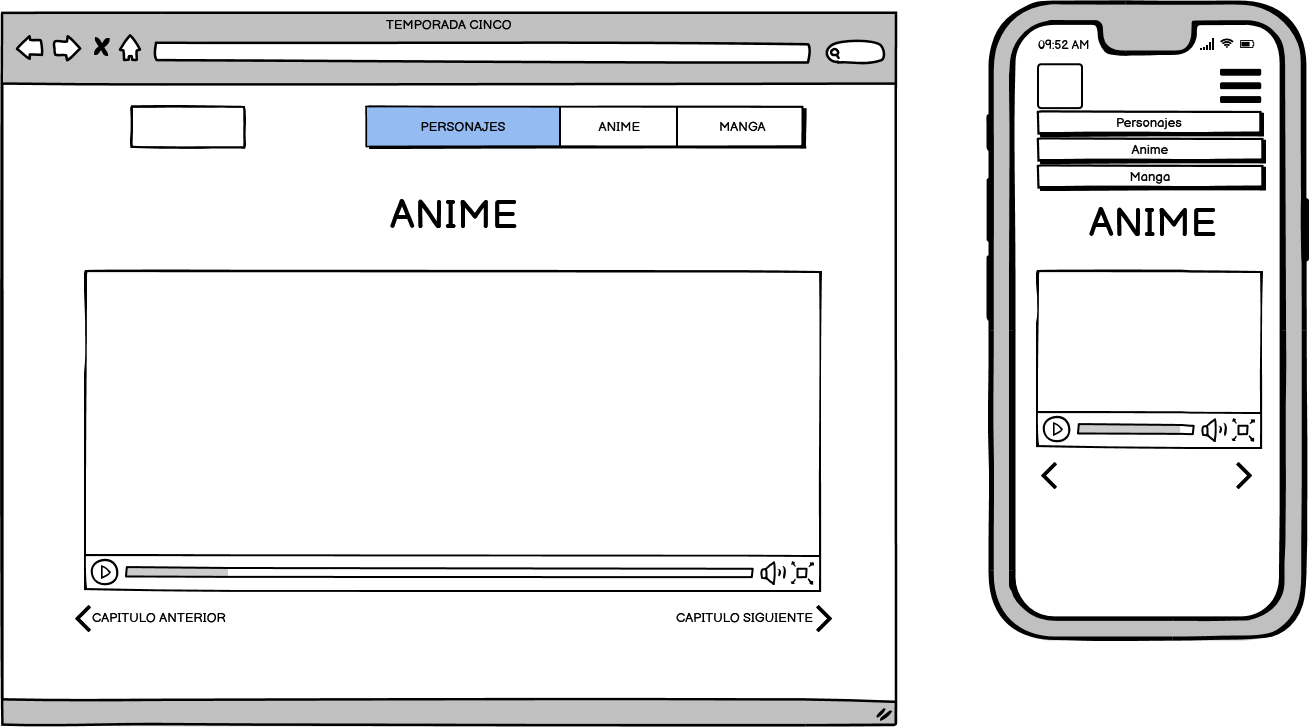 TEMPORADA CINCO
PERSONAJES
ANIME
MANGA
ANIME
CAPITULO ANTERIOR
CAPITULO SIGUIENTE
09:52 AM
Personajes
Anime
Manga
ANIME